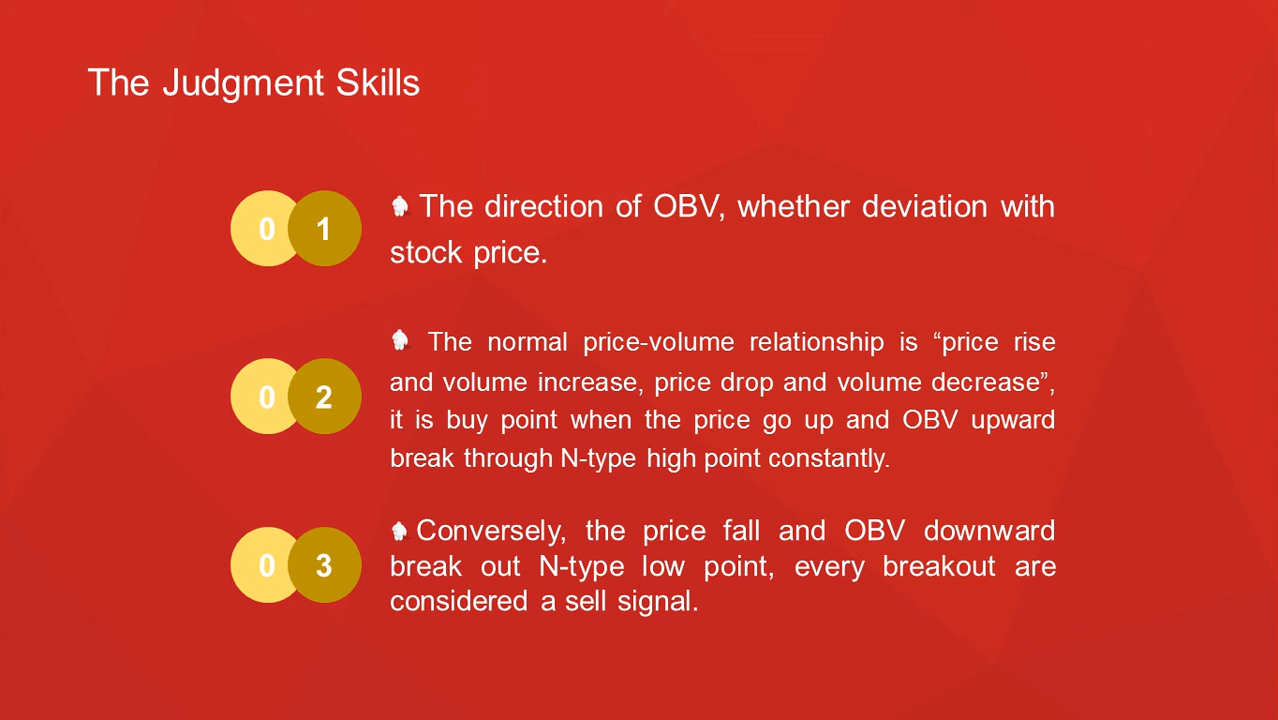 The Judgment Skills
0 1
The direction of OBV, whether deviation with
stock price.
0 2
The normal price-volume relationship is “price rise
and volume increase, price drop and volume decrease”,
it is buy point when the price go up and OBV upward
break through N-type high point constantly.
0 3
Conversely, the price fall and OBV downward
break out N-type low point, every breakout are
considered a sell signal.